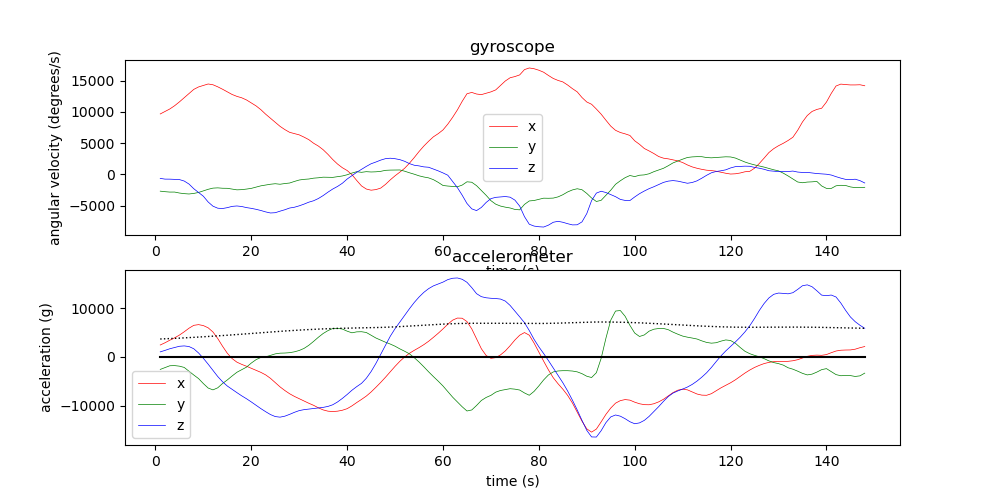 gyroscope
angular velocity (degrees/s)
15000
10000
5000
0
−5000
x
y
z
0 20 40 60 80 100 120 140
time (s)
accelerometer
acceleration (g)
10000
0
−10000
x
y
z
0 20 40 60 80 100 120 140
time (s)